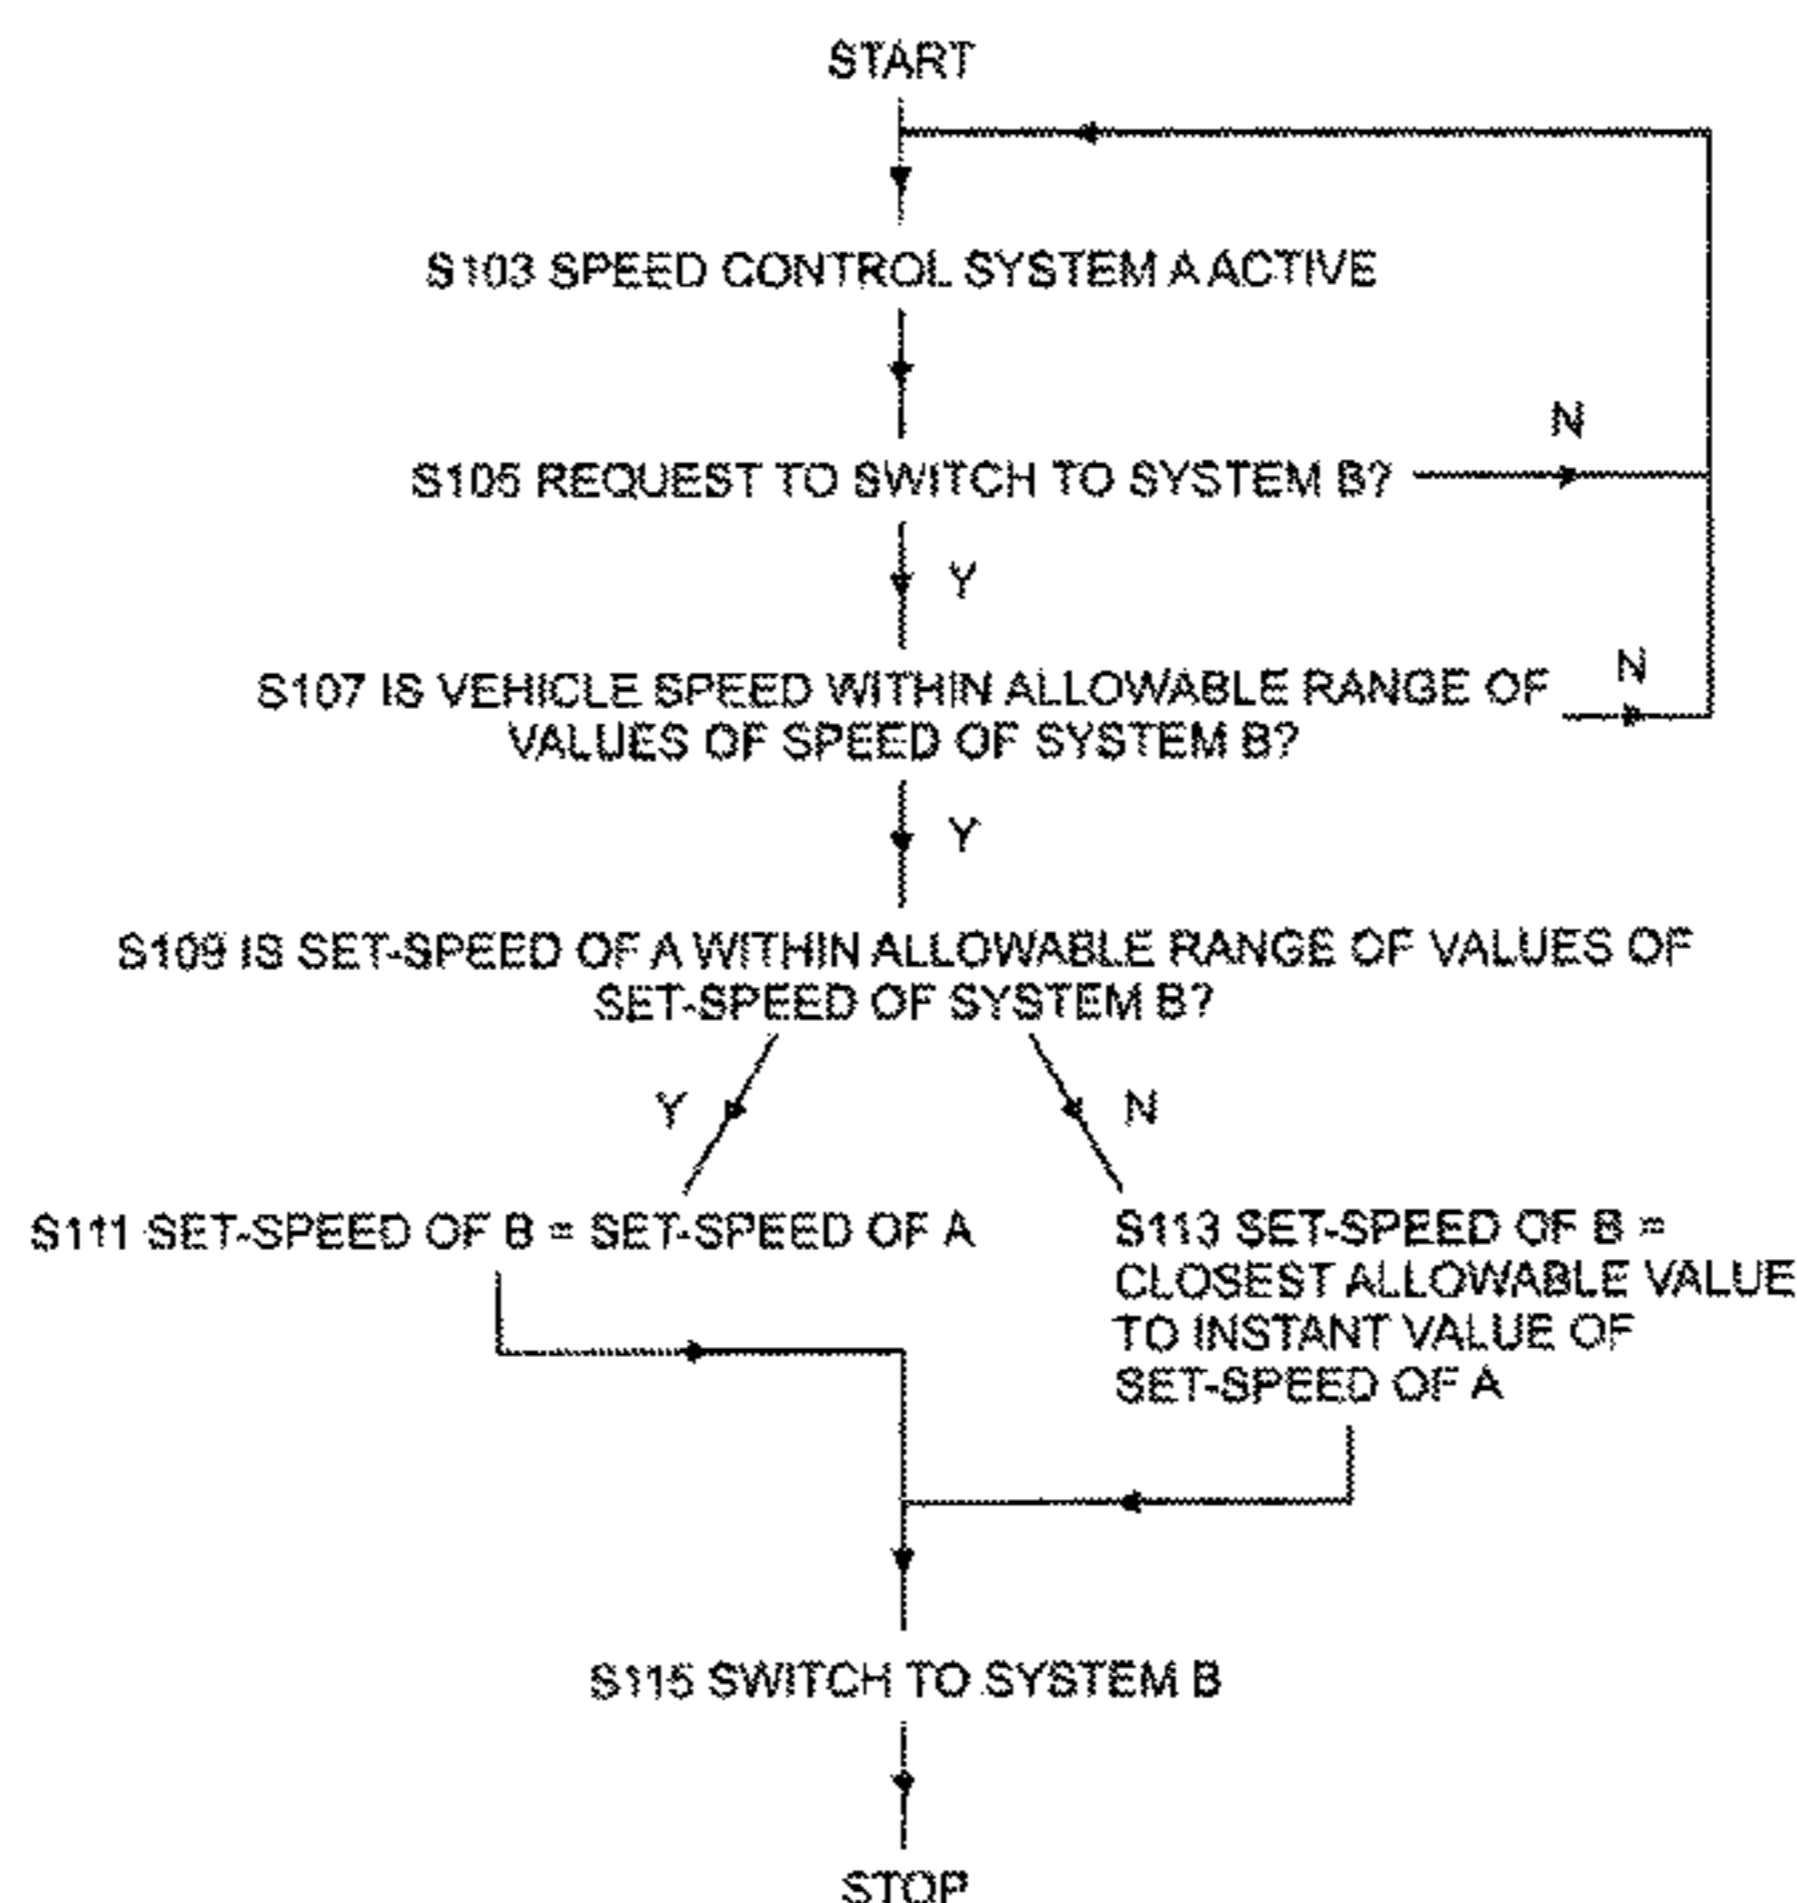 START
S103 SPEED CONTROL SYSTEM A ACTIVE
N
S105 REQUEST TO SWITCH TO SYSTEM B?
Y
N
S107 IS VEHICLE SPEED WITHIN ALLOWABLE RANGE OF
VALUES OF SPEED OF SYSTEM B?
Y
S109 IS SET-SPEED OF A WITHIN ALLOWABLE RANGE OF VALUES OF
SET-SPEED OF SYSTEM B?
Y
N
S111 SET-SPEED OF B = SET-SPEED OF A
S113 SET-SPEED OF B =
CLOSEST ALLOWABLE VALUE
TO INSTANT VALUE OF
SET-SPEED OF A
S115 SWITCH TO SYSTEM B
STOP